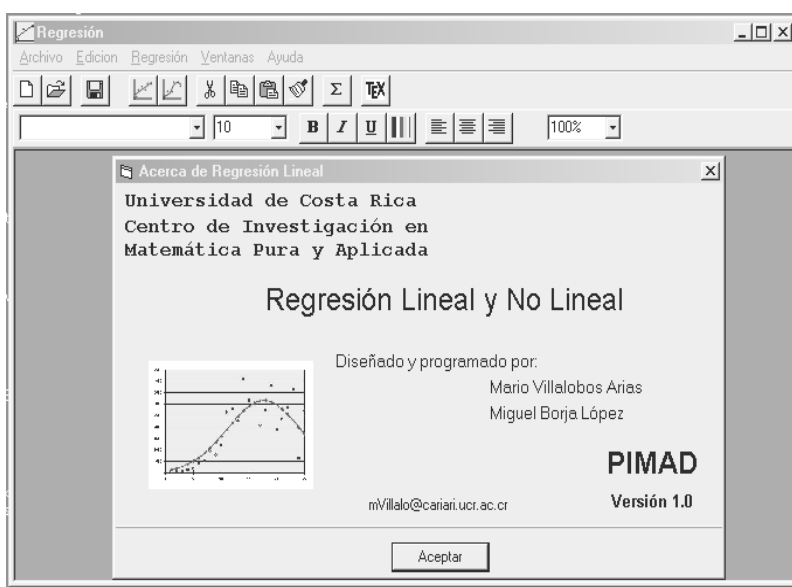 Regresión
Archivo Edicion Regresión Ventanas Ayuda
Σ TEX
10 B I U 100%
Acerca de Regresión Lineal
Universidad de Costa Rica
Centro de Investigación en
Matemática Pura y Aplicada
Regresión Lineal y No Lineal
Diseñado y programado por:
Mario Villalobos Arias
Miguel Borja López
PIMAD
mVillalo@cariari.ucr.ac.cr Versión 1.0
Aceptar